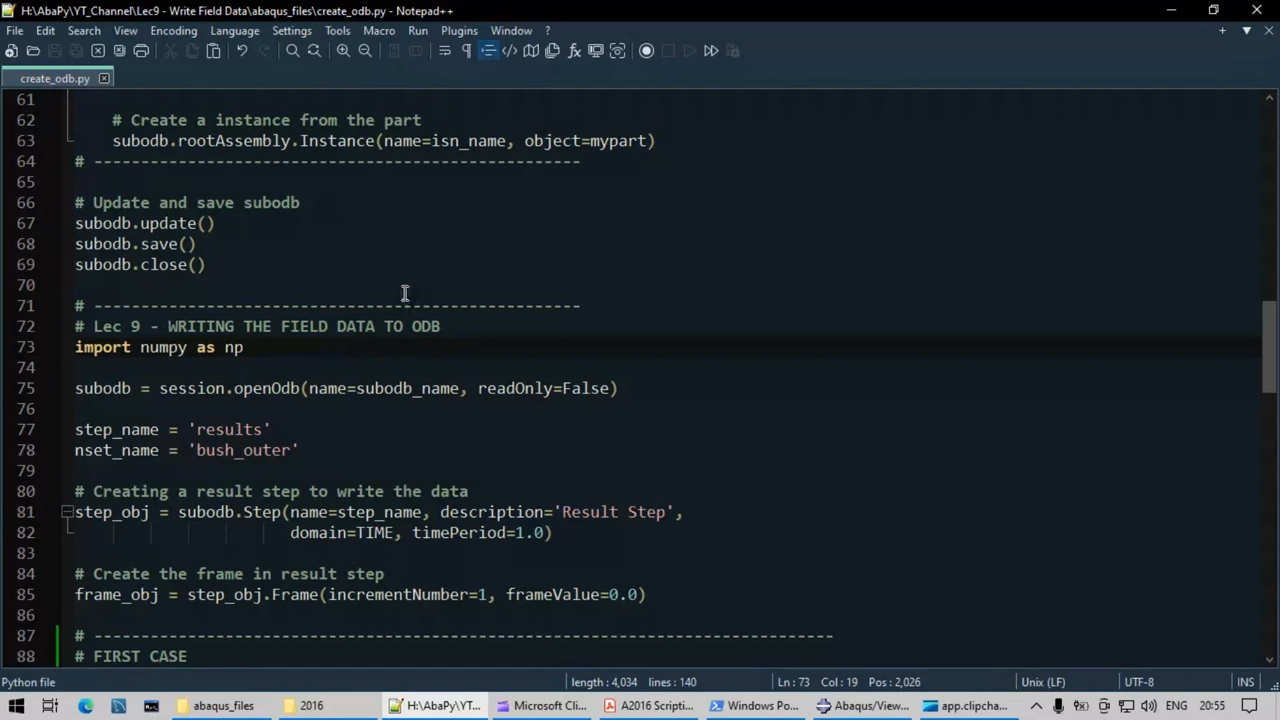 H:\AbaPy\YT_Channel\Lec9 - Write Field Data\abaqus_files\create_odb.py - Notepad++
File Edit Search View Encoding Language Settings Tools Macro Run Plugins Window ?
create_odb.py
61
62 # Create a instance from the part
63 subodb.rootAssembly.Instance(name=isn_name, object=mypart)
64 # ----------------------------------------------------
65
66 # Update and save subodb
67 subodb.update()
68 subodb.save()
69 subodb.close()
70
71 # ----------------------------------------------------
72 # Lec 9 - WRITING THE FIELD DATA TO ODB
73 import numpy as np
74
75 subodb = session.openOdb(name=subodb_name, readOnly=False)
76
77 step_name = 'results'
78 nset_name = 'bush_outer'
79
80 # Creating a result step to write the data
81 step_obj = subodb.Step(name=step_name, description='Result Step',
82 domain=TIME, timePeriod=1.0)
83
84 # Create the frame in result step
85 frame_obj = step_obj.Frame(incrementNumber=1, frameValue=0.0)
86
87 # -------------------------------------------------------------------------------
88 # FIRST CASE
Python file length : 4,034 lines : 140 Ln : 73 Col : 19 Pos : 2,026 Unix (LF) UTF-8 INS
abaqus_files 2016 H:\AbaPy\YT... Microsoft Cli... A2016 Scripti... Windows Po... Abaqus/View... app.clipcha... ENG 20:55